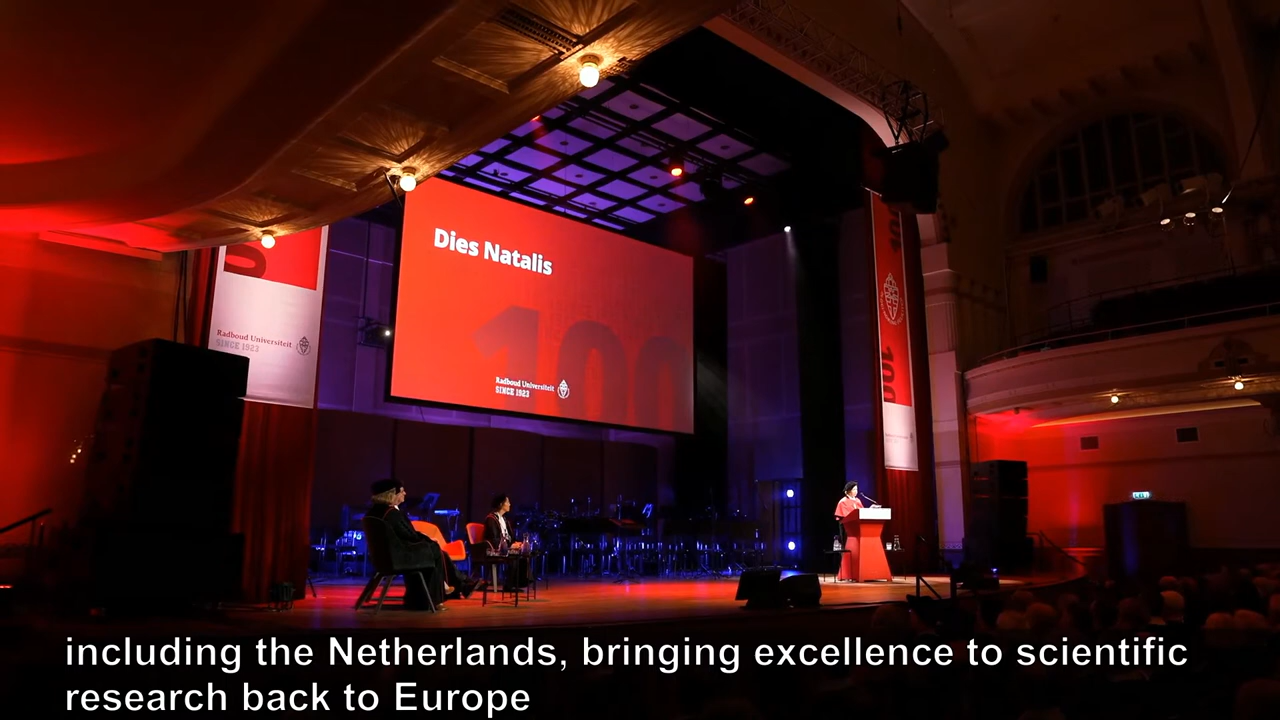 Dies Natalis
100
Radboud Universiteit
SINCE 1923
Radboud Universiteit
SINCE 1923
100
including the Netherlands, bringing excellence to scientific
research back to Europe